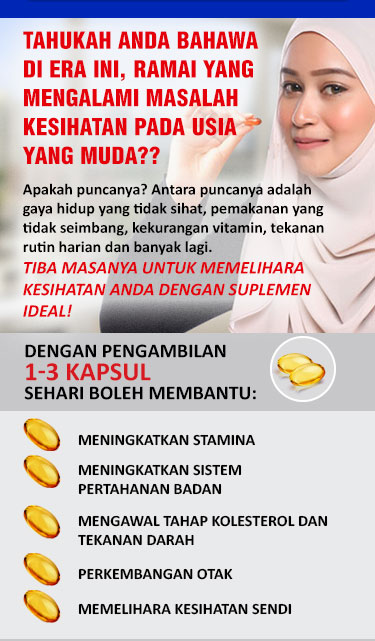 TAHUKAH ANDA BAHAWA
DI ERA INI, RAMAI YANG
MENGALAMI MASALAH
KESIHATAN PADA USIA
YANG MUDA??
Apakah puncanya? Antara puncanya adalah
gaya hidup yang tidak sihat, pemakanan yang
tidak seimbang, kekurangan vitamin, tekanan
rutin harian dan banyak lagi.
TIBA MASANYA UNTUK MEMELIHARA
KESIHATAN ANDA DENGAN SUPLEMEN
IDEAL!
DENGAN PENGAMBILAN
1-3 KAPSUL
SEHARI BOLEH MEMBANTU:
MENINGKATKAN STAMINA
MENINGKATKAN SISTEM
PERTAHANAN BADAN
MENGAWAL TAHAP KOLESTEROL DAN
TEKANAN DARAH
PERKEMBANGAN OTAK
MEMELIHARA KESIHATAN SENDI